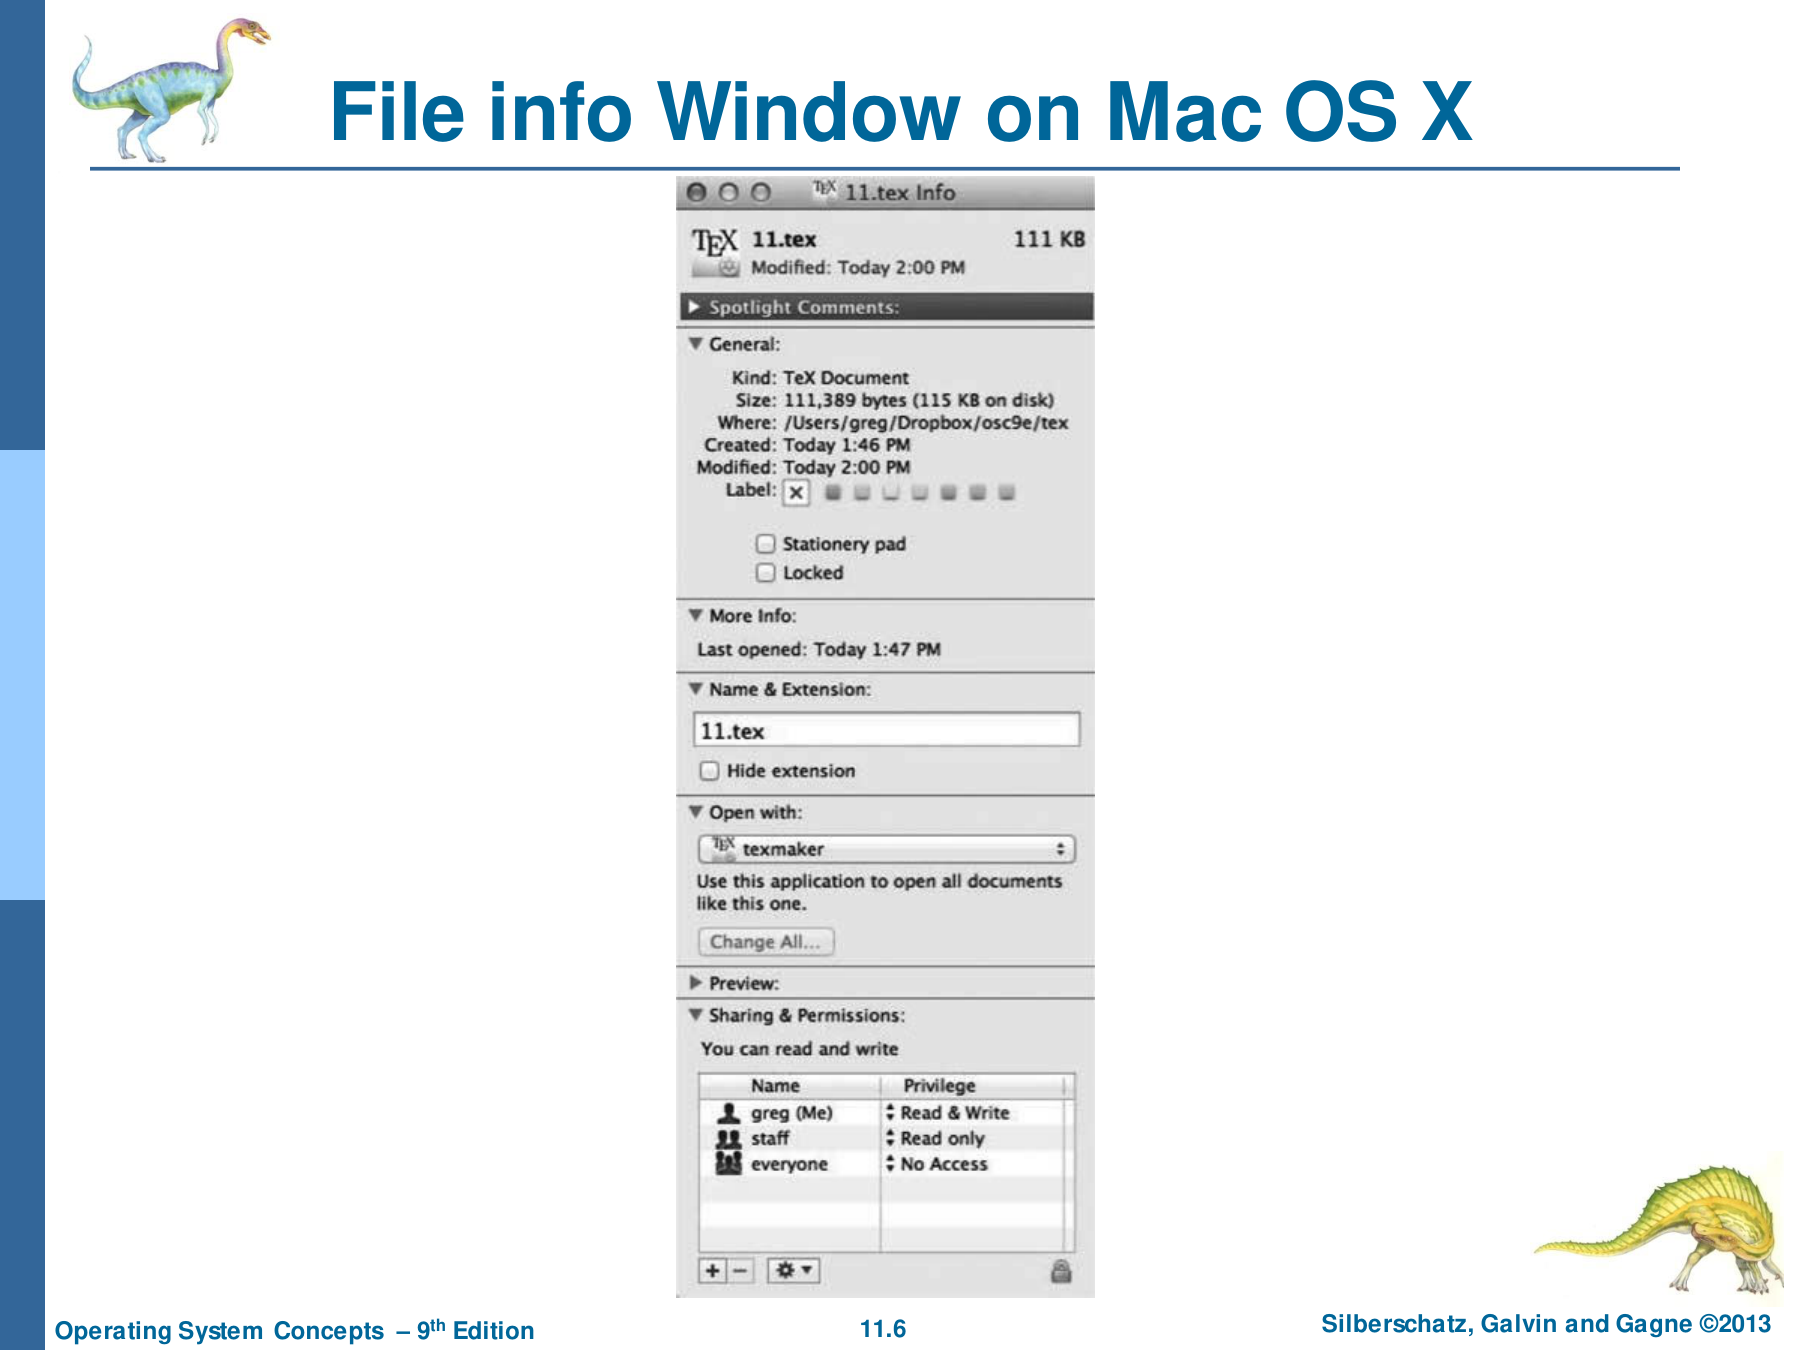 File info Window on Mac OS X
TEX 11.tex Info
TEX 11.tex 111 KB
Modified: Today 2:00 PM
Spotlight Comments:
General:
Kind: TeX Document
Size: 111,389 bytes (115 KB on disk)
Where: /Users/greg/Dropbox/osc9e/tex
Created: Today 1:46 PM
Modified: Today 2:00 PM
Label:
Stationery pad
Locked
More Info:
Last opened: Today 1:47 PM
Name & Extension:
11.tex
Hide extension
Open with:
TEX texmaker
Use this application to open all documents
like this one.
Change All...
Preview:
Sharing & Permissions:
You can read and write
Name Privilege
greg (Me) Read & Write
staff Read only
everyone No Access
Operating System Concepts – 9th Edition 11.6 Silberschatz, Galvin and Gagne ©2013